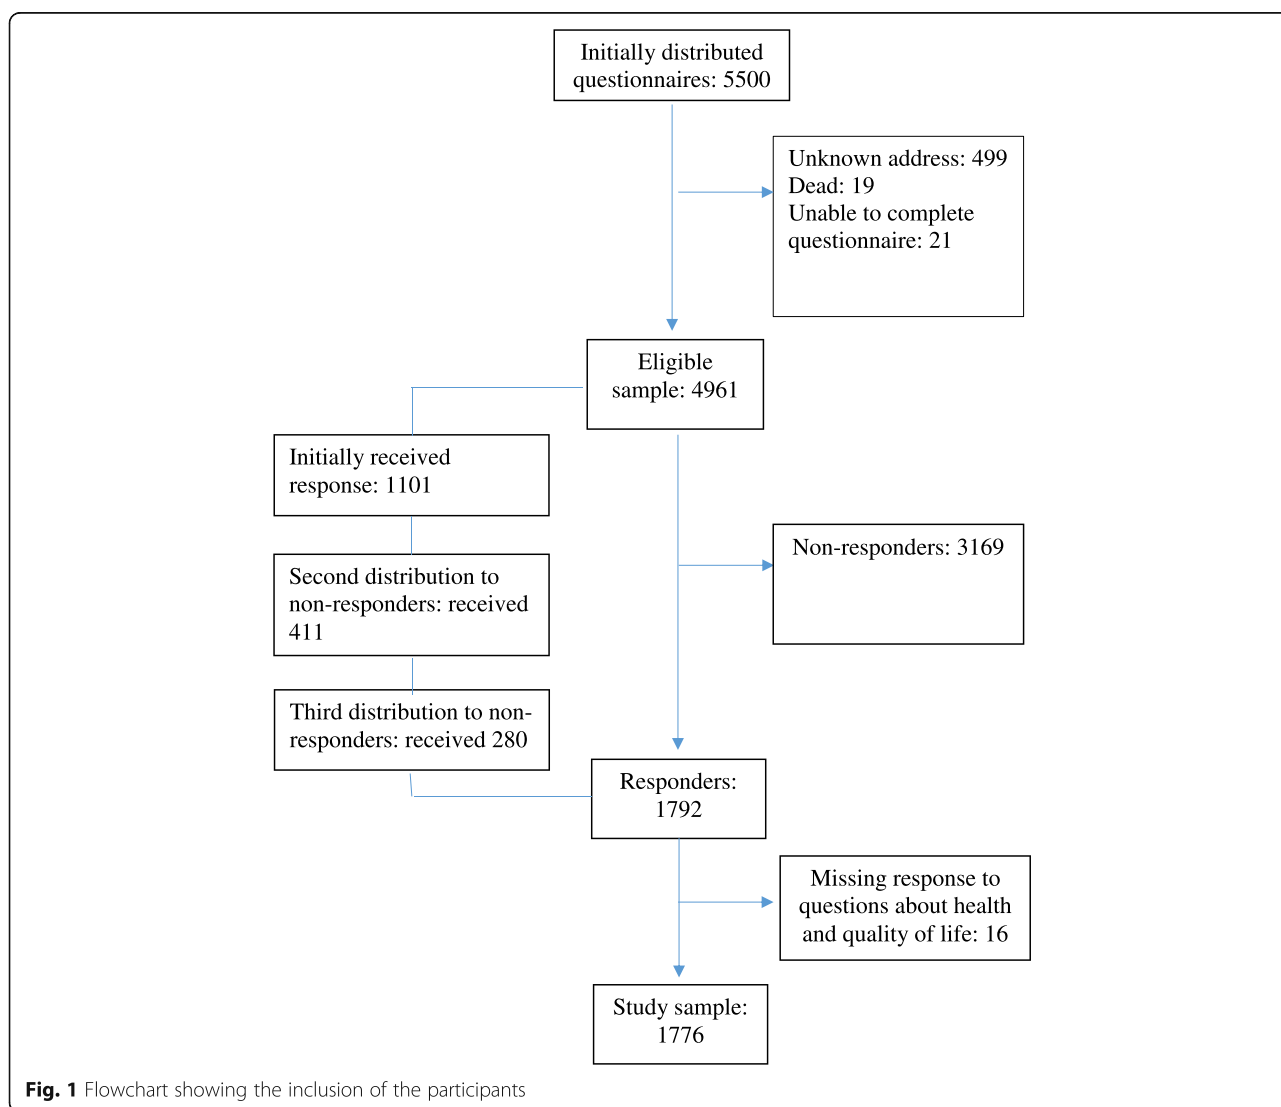 Initially distributed
questionnaires: 5500
Unknown address: 499
Dead: 19
Unable to complete
questionnaire: 21
Eligible
sample: 4961
Initially received
response: 1101
Second distribution to
non-responders: received
411
Third distribution to non-
responders: received 280
Non-responders: 3169
Responders:
1792
Missing response to
questions about health
and quality of life: 16
Study sample:
1776
Fig. 1 Flowchart showing the inclusion of the participants